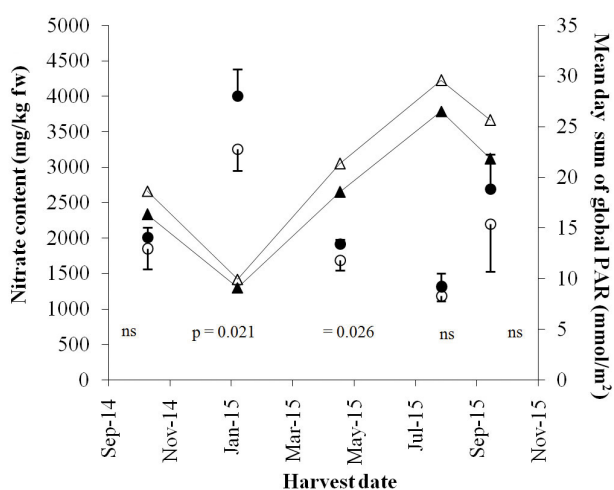 Nitrate content (mg/kg fw)
5000
4500
4000
3500
3000
2500
2000
1500
1000
500
0
ns
p = 0.021
= 0.026
ns
ns
35
30
25
20
15
10
5
0
Mean day sum of global PAR (mmol/m²)
Sep-14
Nov-14
Jan-15
Mar-15
May-15
Jul-15
Sep-15
Nov-15
Harvest date